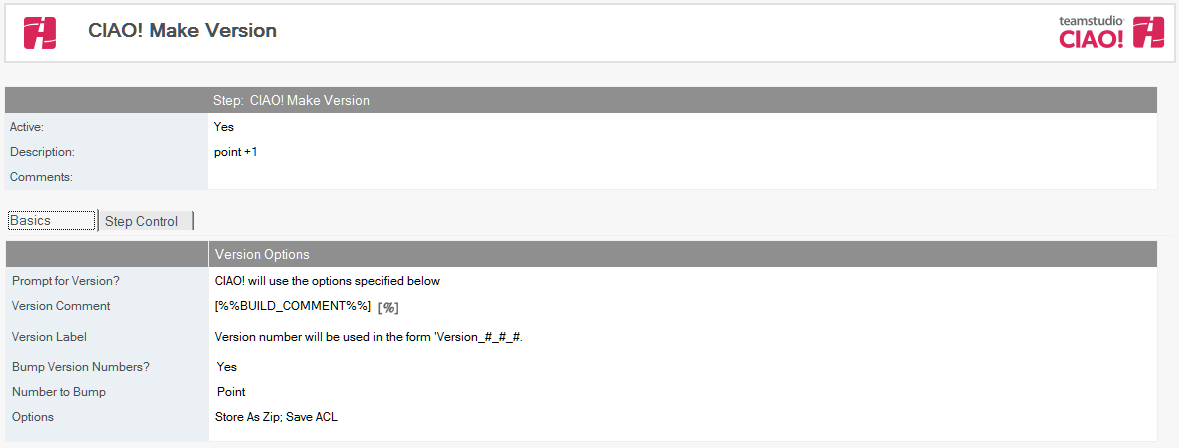 CIAO! Make Version
teamstudio
CIAO!
Step: CIAO! Make Version
Active: Yes
Description: point +1
Comments:
Basics Step Control
Version Options
Prompt for Version? CIAO! will use the options specified below
Version Comment [%%BUILD_COMMENT%%] [%]
Version Label Version number will be used in the form 'Version_#_#_#.
Bump Version Numbers? Yes
Number to Bump Point
Options Store As Zip; Save ACL